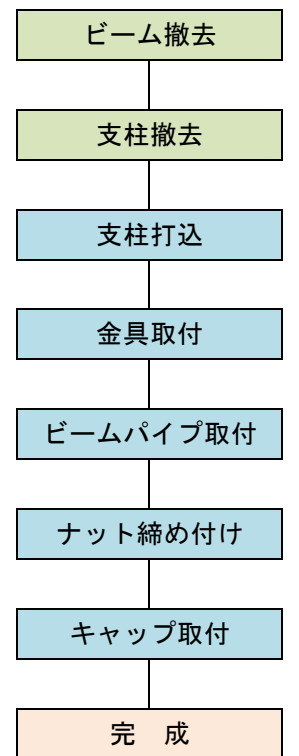 ビーム撤去
支柱撤去
支柱打込
金具取付
ビームパイプ取付
ナット締め付け
キャップ取付
完　成